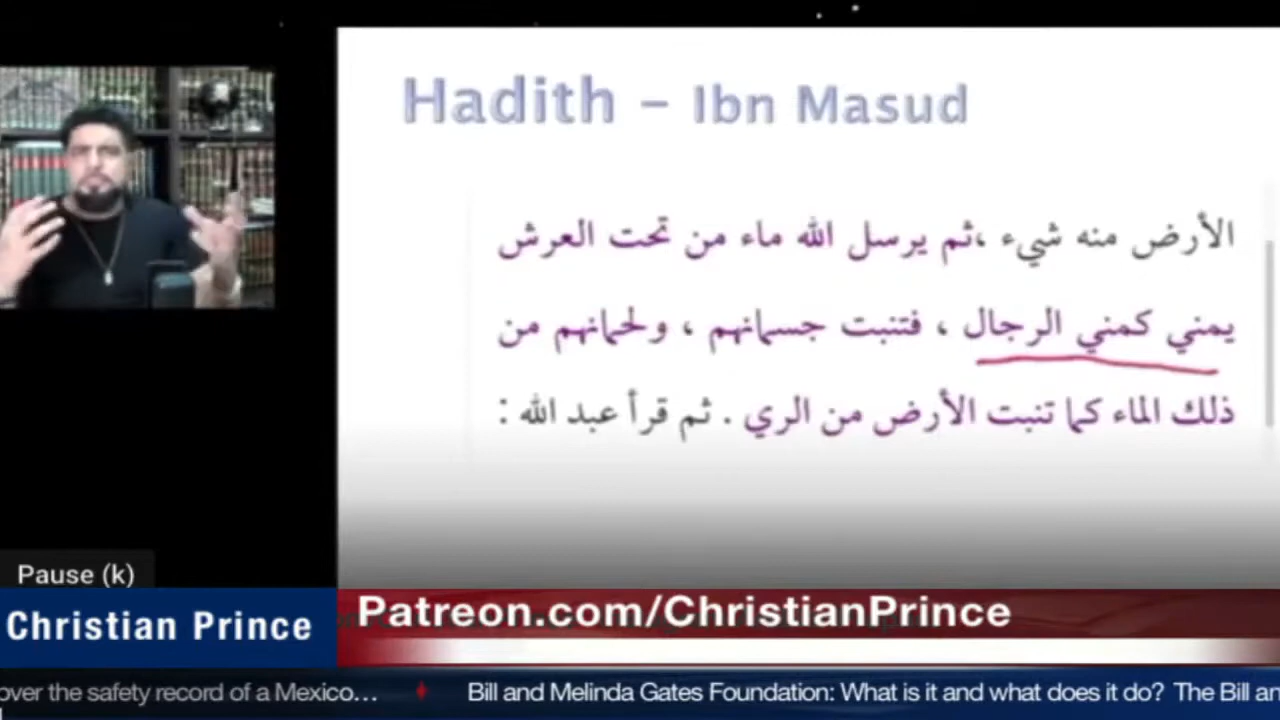 Hadith – Ibn Masud
الأرض منه شيء ،ثم يرسل الله ماء من تحت العرش
يمني كمني الرجال ، فتنبت جسمانهم ، ولحمانهم من
ذلك الماء كما تنبت الأرض من الري . ثم قرأ عبد الله :
Pause (k)
Christian Prince
Patreon.com/ChristianPrince
over the safety record of a Mexico… Bill and Melinda Gates Foundation: What is it and what does it do? The Bill an